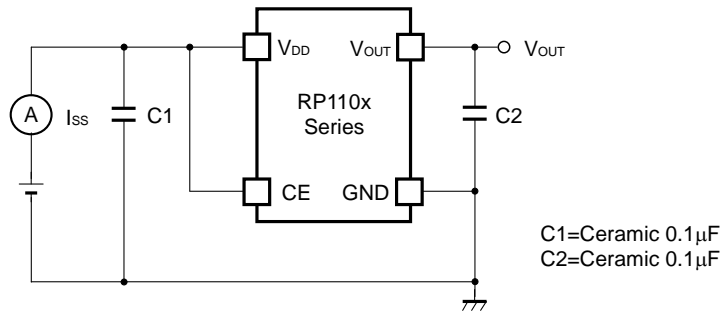 VDD VOUT VOUT
RP110x
Series
A ISS C1 C2
CE GND
C1=Ceramic 0.1μF
C2=Ceramic 0.1μF